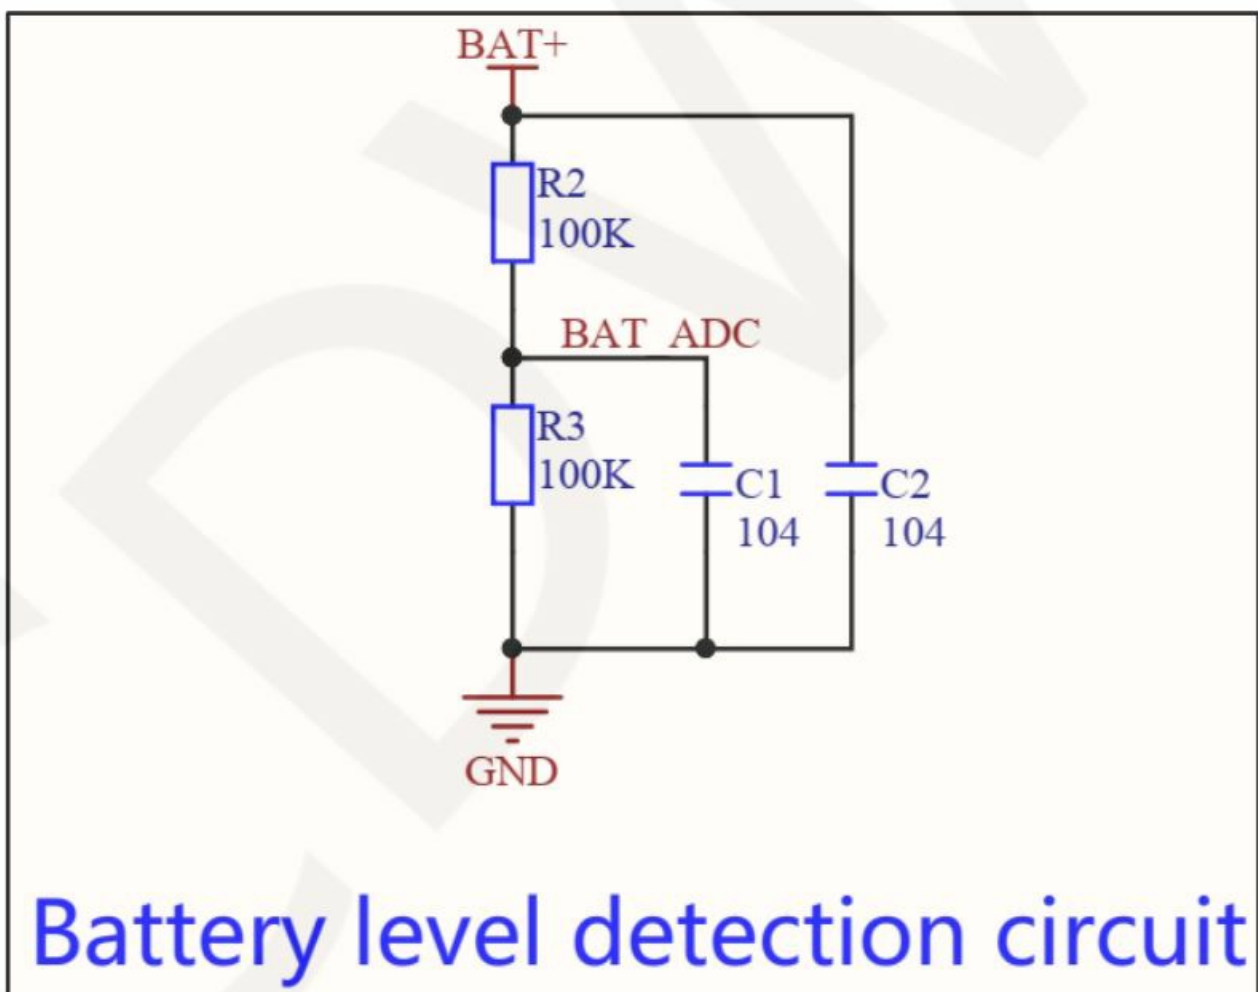 BAT+
R2
100K
BAT ADC
R3
100K
C1
104
C2
104
GND
Battery level detection circuit